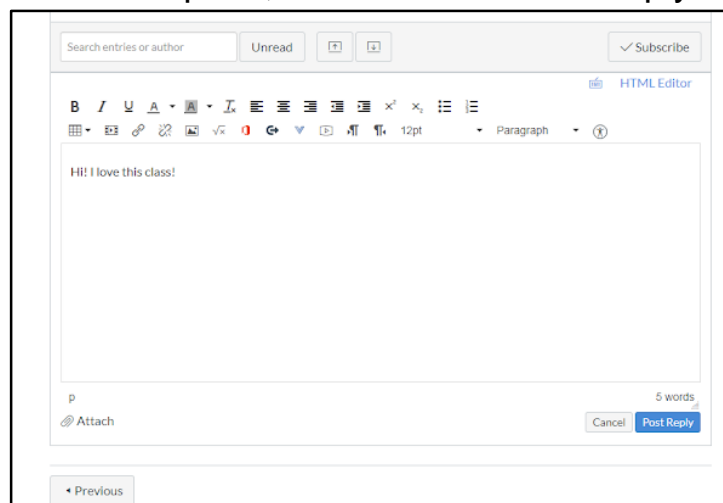 Search entries or author Unread Subscribe
HTML Editor
12pt Paragraph
Hi! I love this class!
p 5 words
Attach Cancel Post Reply
Previous